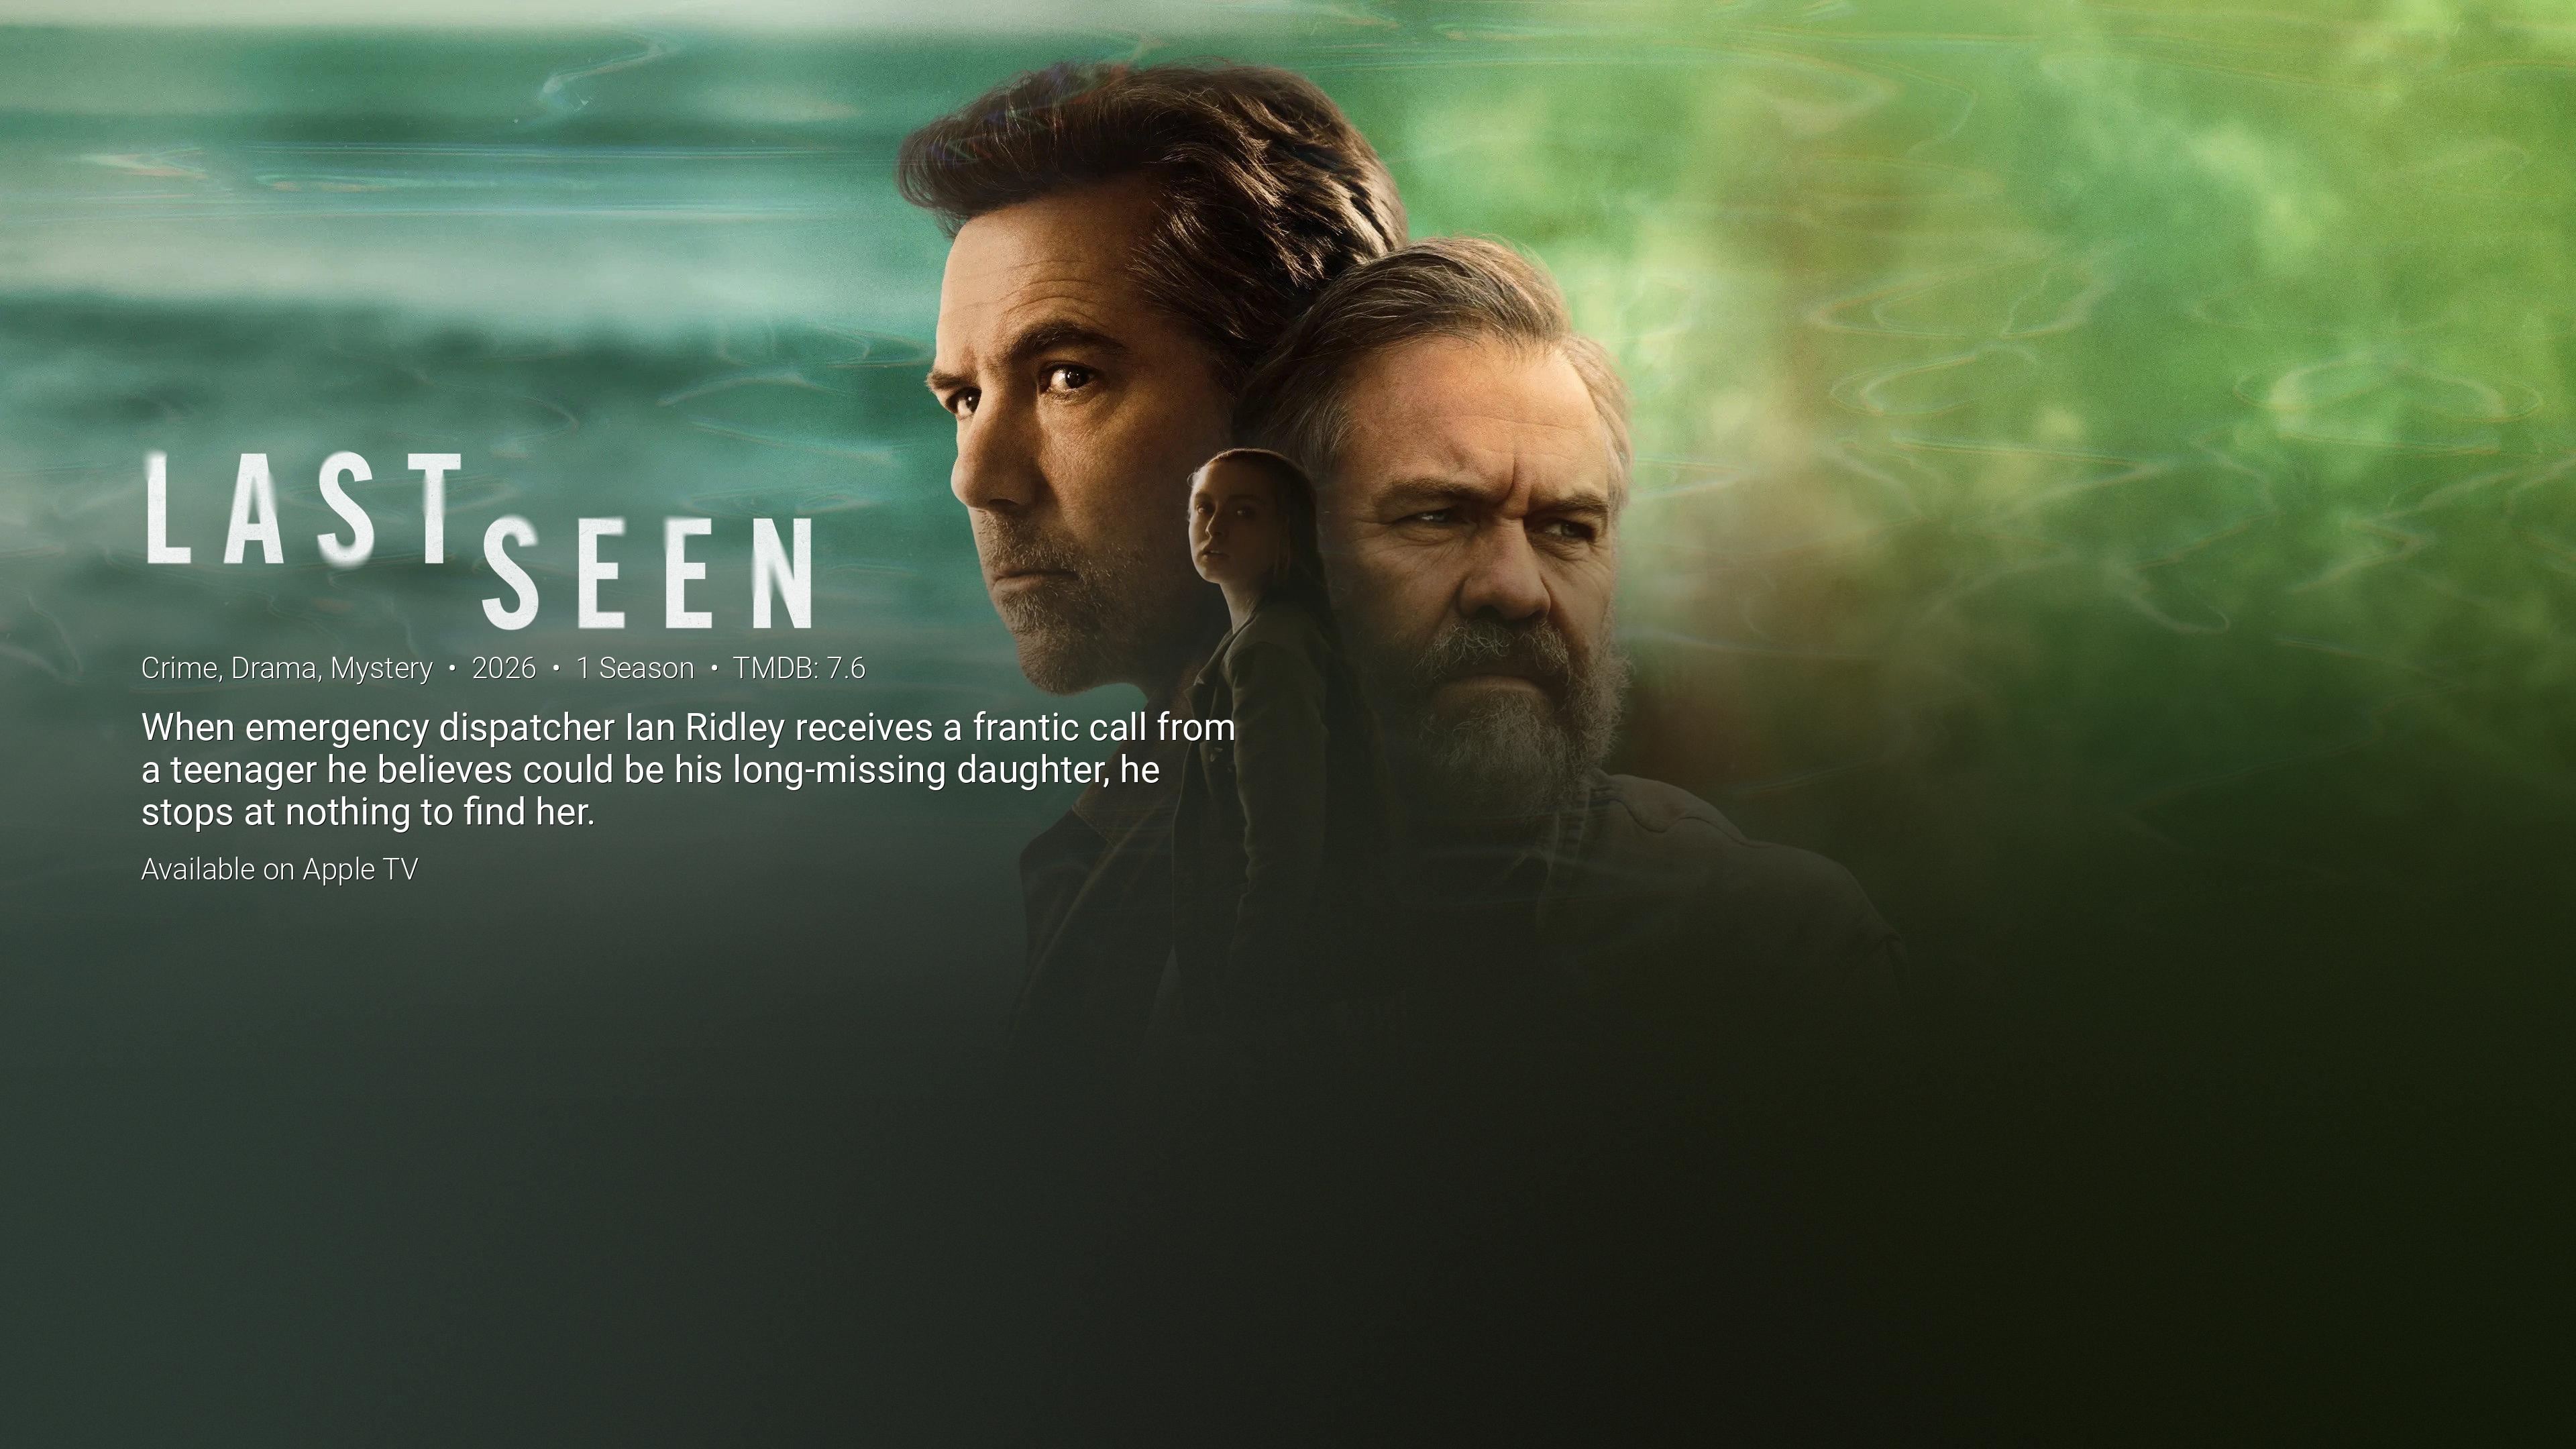 LAST SEEN
Crime, Drama, Mystery • 2026 • 1 Season • TMDB: 7.6
When emergency dispatcher Ian Ridley receives a frantic call from
a teenager he believes could be his long-missing daughter, he
stops at nothing to find her.
Available on Apple TV